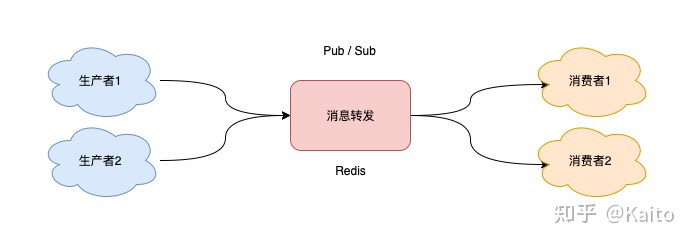 Pub / Sub
生产者1
消息转发
消费者1
生产者2
消费者2
Redis
知乎 @Kaito